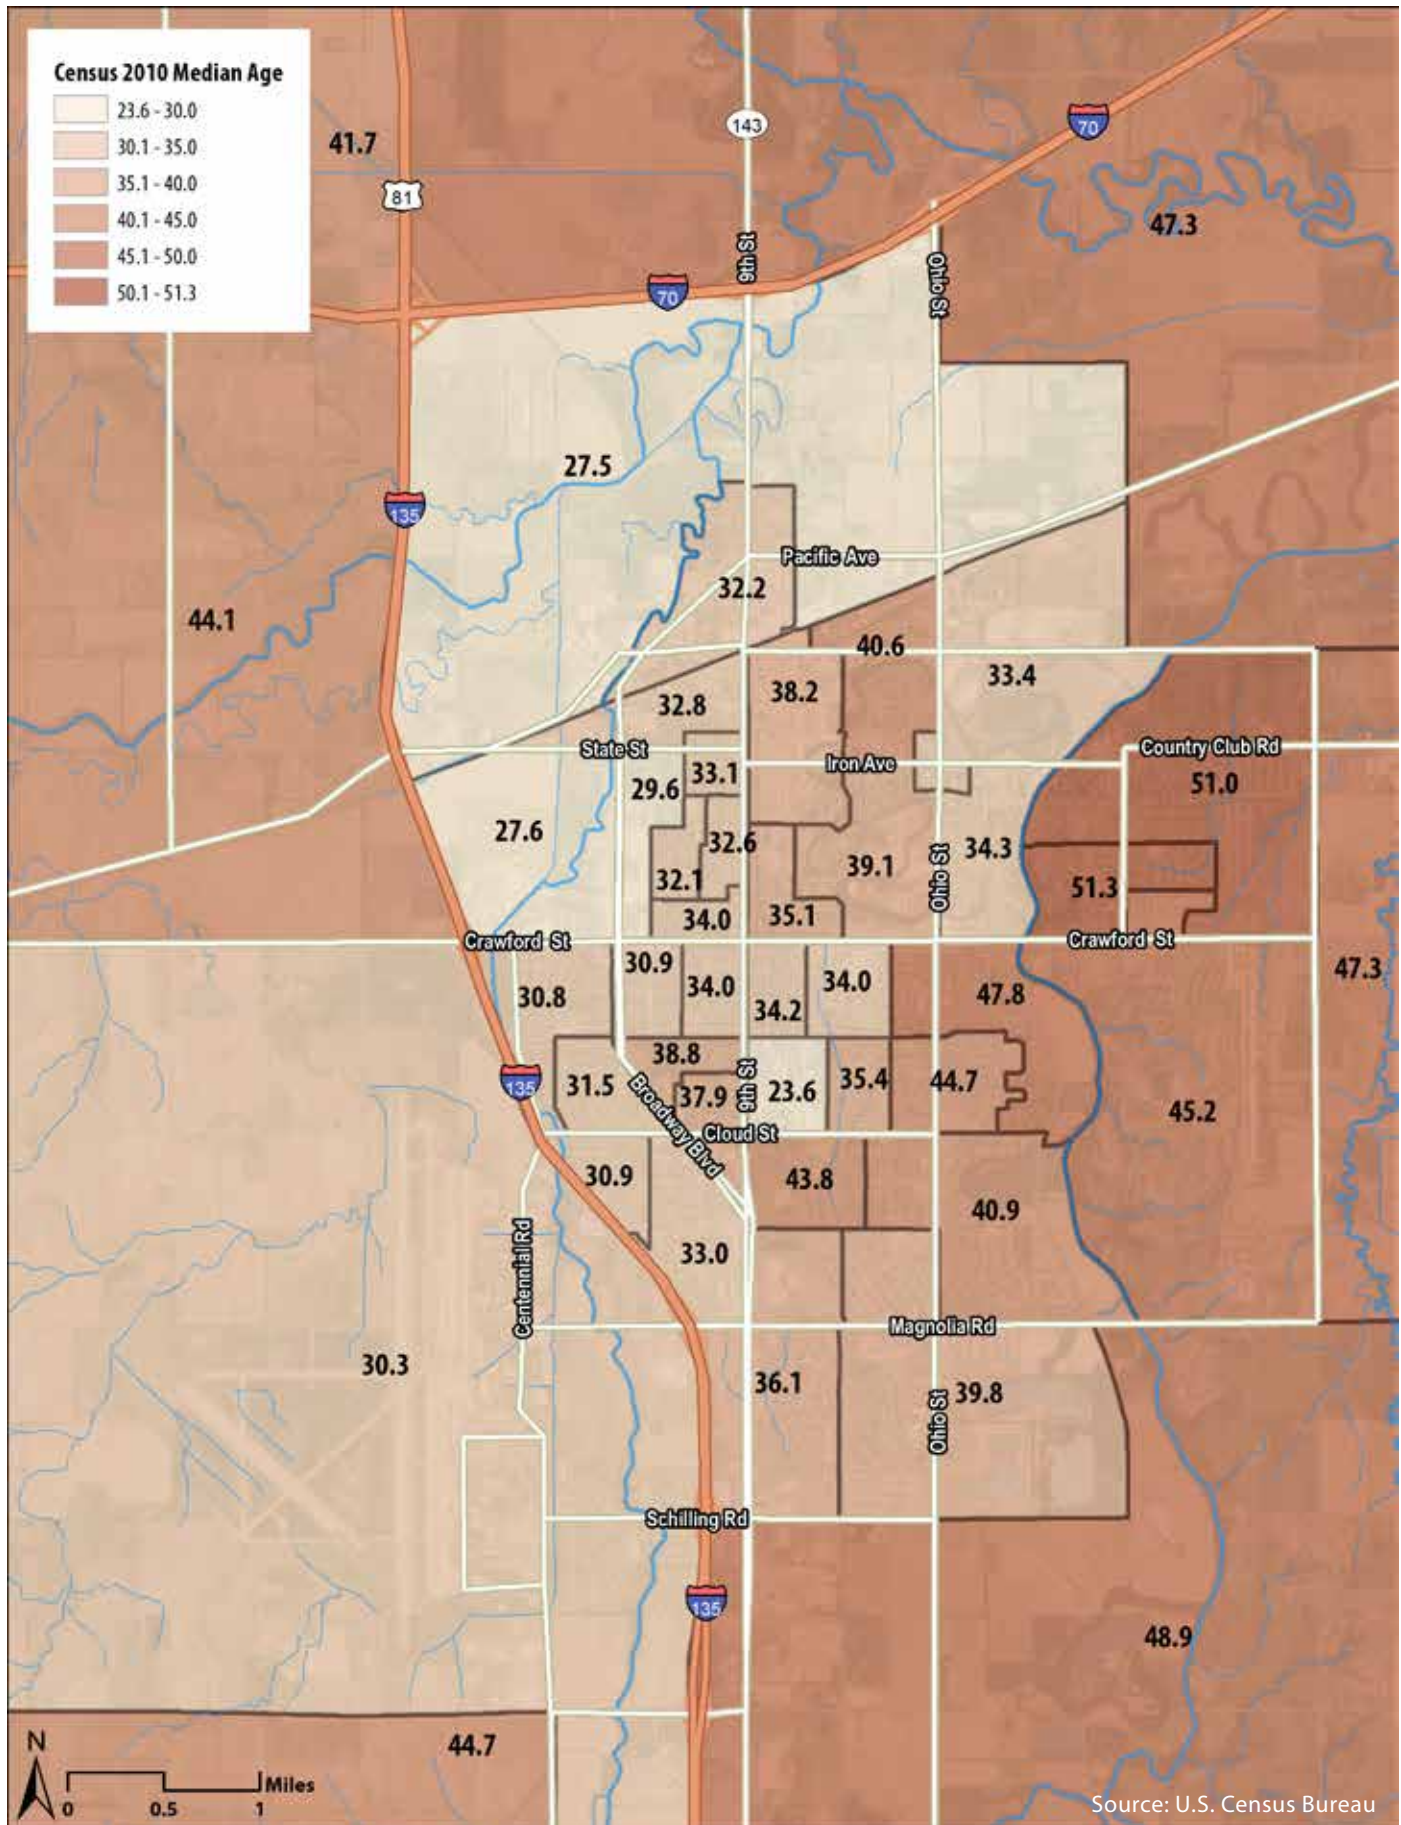 Census 2010 Median Age
23.6 - 30.0
30.1 - 35.0
35.1 - 40.0
40.1 - 45.0
45.1 - 50.0
50.1 - 51.3
41.7
143
70
81
47.3
9th St
Ohio St
70
27.5
135
Pacific Ave
32.2
44.1
40.6
33.4
38.2
32.8
State St
Iron Ave
Country Club Rd
33.1
29.6
51.0
27.6
32.6
34.3
39.1
Ohio St
32.1
51.3
34.0
35.1
Crawford St
Crawford St
30.9
47.3
34.0
34.0
30.8
34.2
47.8
38.8
135
31.5
37.9
9th St
23.6
35.4
44.7
Broadway Blvd
45.2
Cloud St
30.9
43.8
40.9
33.0
Centennial Rd
Magnolia Rd
30.3
36.1
39.8
Ohio St
Schilling Rd
135
48.9
44.7
N
Miles
0 0.5 1
Source: U.S. Census Bureau